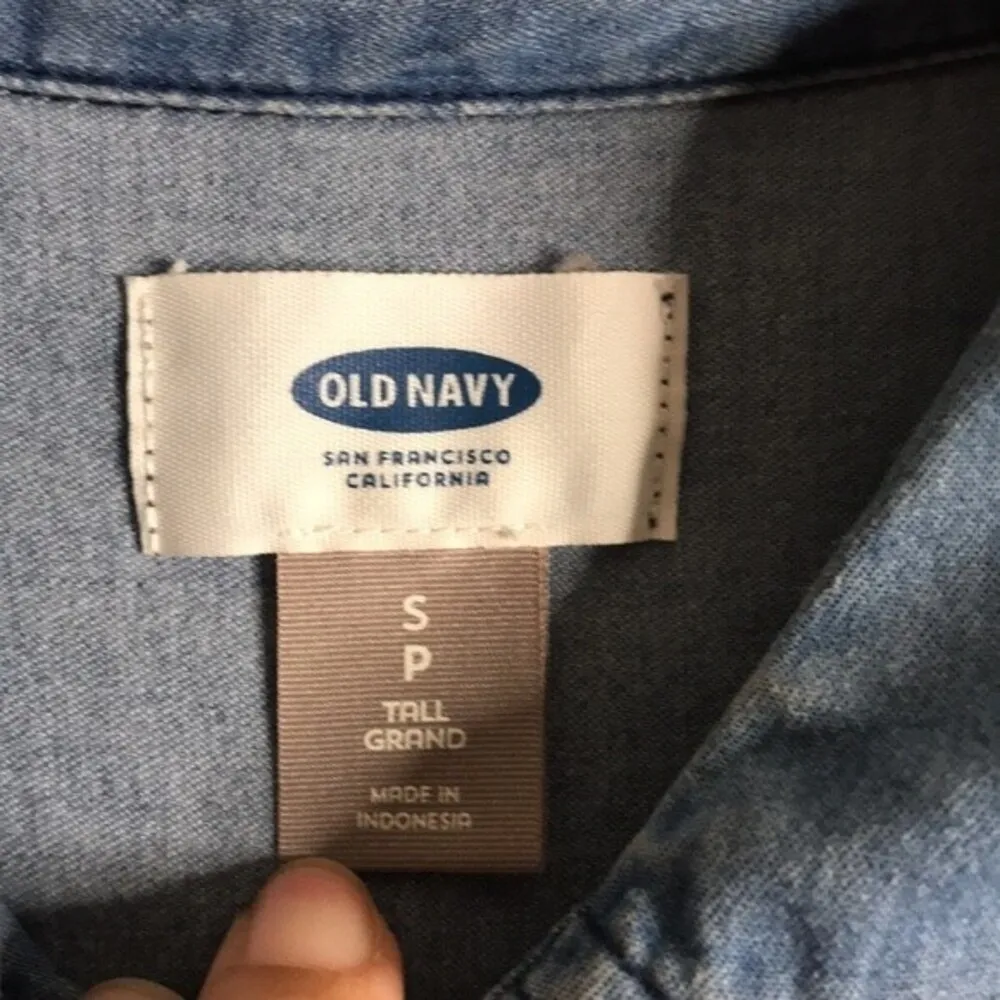 OLD NAVY
SAN FRANCISCO
CALIFORNIA
S
P
TALL
GRAND
MADE IN
INDONESIA